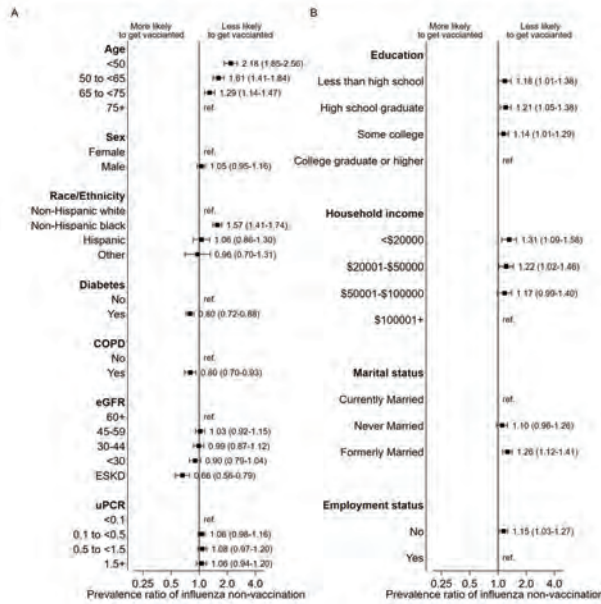 A
More likely to get vaccianted
Less likely to get vaccianted
Age
<50 2.18 (1.85-2.56)
50 to <65 1.61 (1.41-1.84)
65 to <75 1.29 (1.14-1.47)
75+ ref.
Sex
Female ref.
Male 1.05 (0.95-1.16)
Race/Ethnicity
Non-Hispanic white ref.
Non-Hispanic black 1.57 (1.41-1.74)
Hispanic 1.06 (0.86-1.30)
Other 0.96 (0.70-1.31)
Diabetes
No ref.
Yes 0.80 (0.72-0.88)
COPD
No ref.
Yes 0.80 (0.70-0.93)
eGFR
60+ ref.
45-59 1.03 (0.92-1.15)
30-44 0.99 (0.87-1.12)
<30 0.90 (0.79-1.04)
ESKD 0.66 (0.56-0.79)
uPCR
<0.1 ref.
0.1 to <0.5 1.06 (0.98-1.16)
0.5 to <1.5 1.08 (0.97-1.20)
1.5+ 1.06 (0.94-1.20)
0.25 0.5 1.0 2.0 4.0
Prevalence ratio of influenza non-vaccination
B
More likely to get vaccianted
Less likely to get vaccianted
Education
Less than high school 1.18 (1.01-1.38)
High school graduate 1.21 (1.05-1.38)
Some college 1.14 (1.01-1.29)
College graduate or higher ref.
Household income
<$20000 1.31 (1.09-1.58)
$20001-$50000 1.22 (1.02-1.46)
$50001-$100000 1.17 (0.99-1.40)
$100001+ ref.
Marital status
Currently Married ref.
Never Married 1.10 (0.96-1.26)
Formerly Married 1.26 (1.12-1.41)
Employment status
No 1.15 (1.03-1.27)
Yes ref.
0.25 0.5 1.0 2.0 4.0
Prevalence ratio of influenza non-vaccination